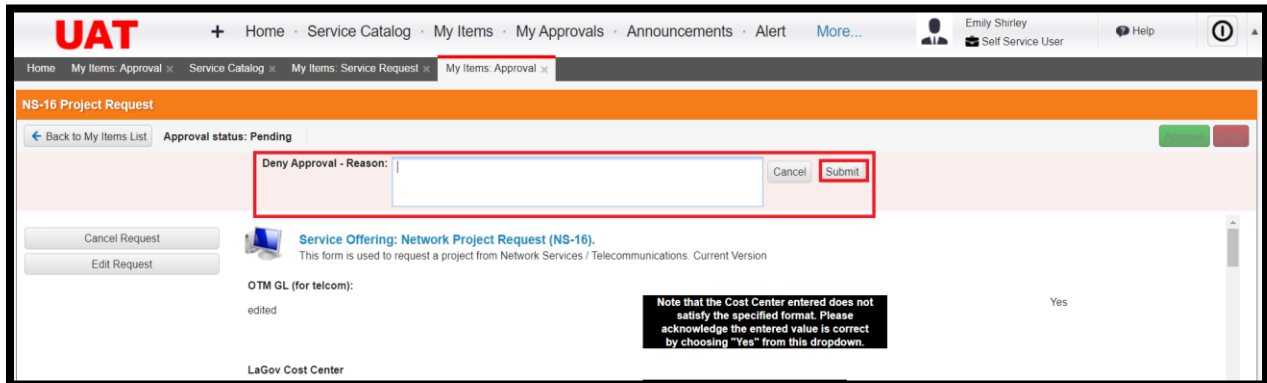 UAT + Home · Service Catalog · My Items · My Approvals · Announcements · Alert More... Emily Shirley Help
Self Service User
Home My Items: Approval × Service Catalog × My Items: Service Request × My Items: Approval ×
NS-16 Project Request
← Back to My Items List Approval status: Pending Approve
Deny Approval - Reason: Cancel Submit
Cancel Request Service Offering: Network Project Request (NS-16).
Edit Request This form is used to request a project from Network Services / Telecommunications. Current Version
OTM GL (for telcom):
edited Note that the Cost Center entered does not Yes
satisfy the specified format. Please
acknowledge the entered value is correct
by choosing "Yes" from this dropdown.
LaGov Cost Center